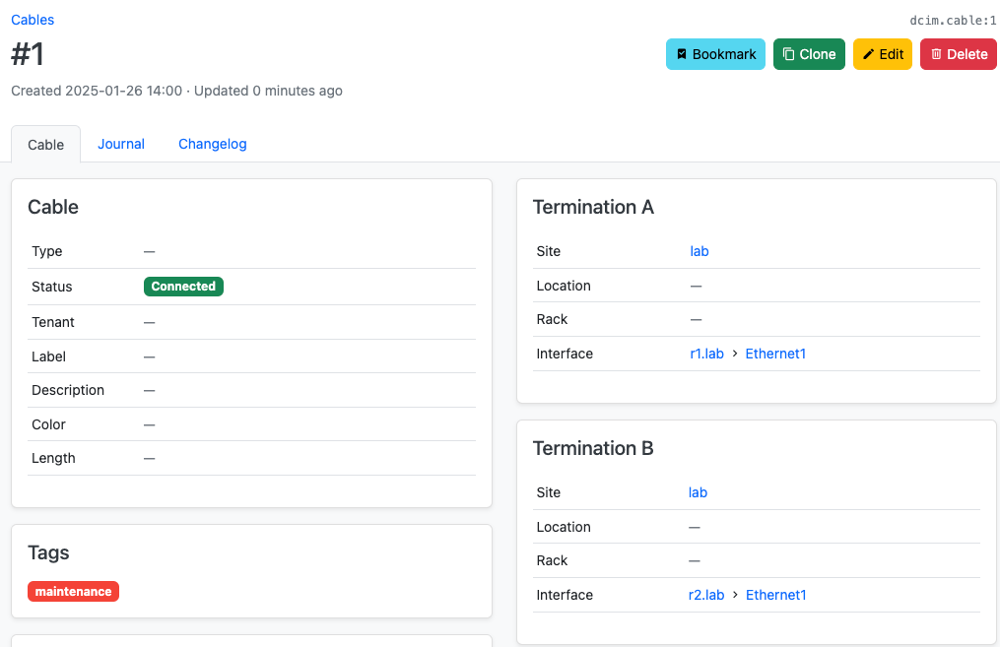 Cables
dcim.cable:1
#1
Bookmark
Clone
Edit
Delete
Created 2025-01-26 14:00 · Updated 0 minutes ago
Cable
Journal
Changelog
Cable
Type —
Status Connected
Tenant —
Label —
Description —
Color —
Length —
Tags
maintenance
Termination A
Site lab
Location —
Rack —
Interface r1.lab > Ethernet1
Termination B
Site lab
Location —
Rack —
Interface r2.lab > Ethernet1